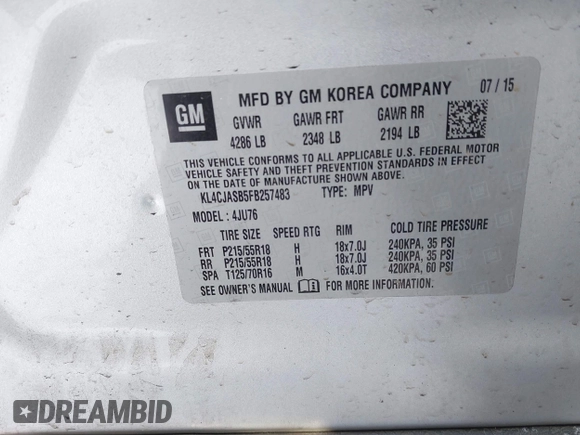 GM
MFD BY GM KOREA COMPANY 07 / 15
GVWR GAWR FRT GAWR RR
4286 LB 2348 LB 2194 LB
THIS VEHICLE CONFORMS TO ALL APPLICABLE U.S. FEDERAL MOTOR
VEHICLE SAFETY AND THEFT PREVENTION STANDARDS IN EFFECT
ON THE DATE OF MANUFACTURE SHOWN ABOVE.
KL4CJASB5FB257483 TYPE: MPV
MODEL: 4JU76
TIRE SIZE SPEED RTG RIM COLD TIRE PRESSURE
FRT P215/55R18 H 18x7.0J 240KPA, 35 PSI
RR P215/55R18 H 18x7.0J 240KPA, 35 PSI
SPA T125/70R16 M 16x4.0T 420KPA, 60 PSI
SEE OWNER'S MANUAL FOR MORE INFORMATION.
DREAMBID